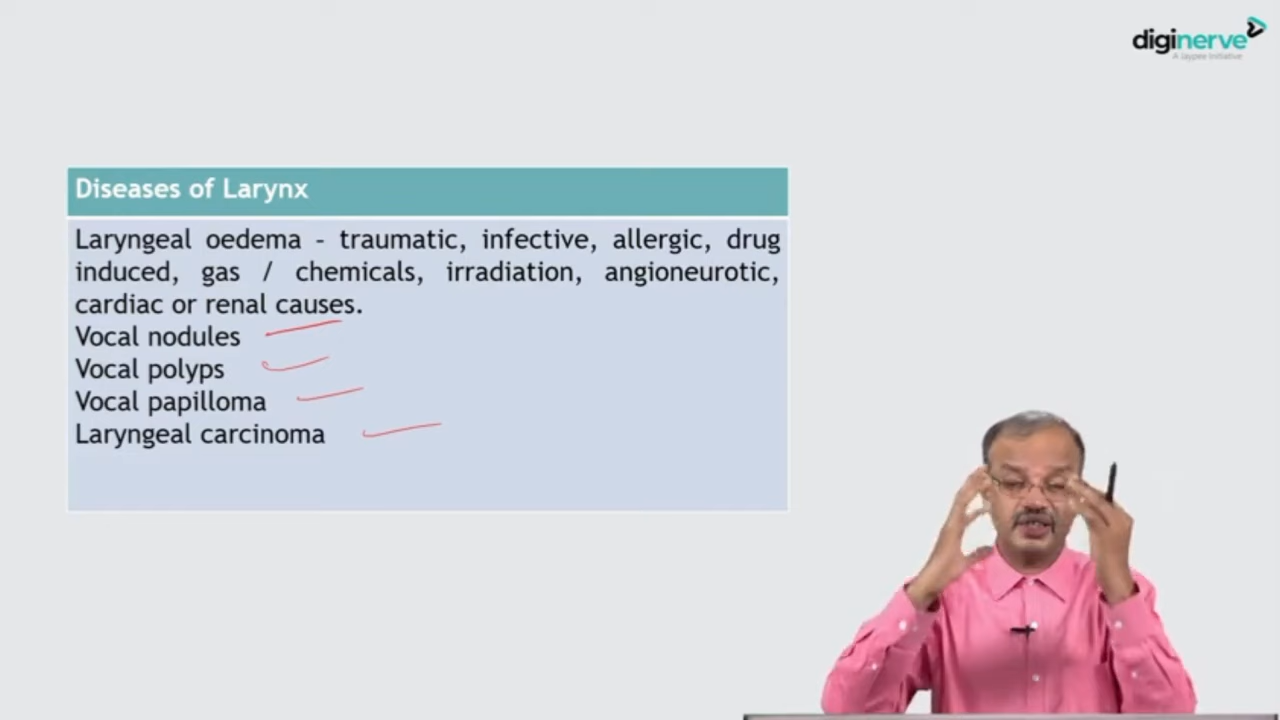 diginerve
A Jaypee Initiative
Diseases of Larynx
Laryngeal oedema - traumatic, infective, allergic, drug
induced, gas / chemicals, irradiation, angioneurotic,
cardiac or renal causes.
Vocal nodules
Vocal polyps
Vocal papilloma
Laryngeal carcinoma